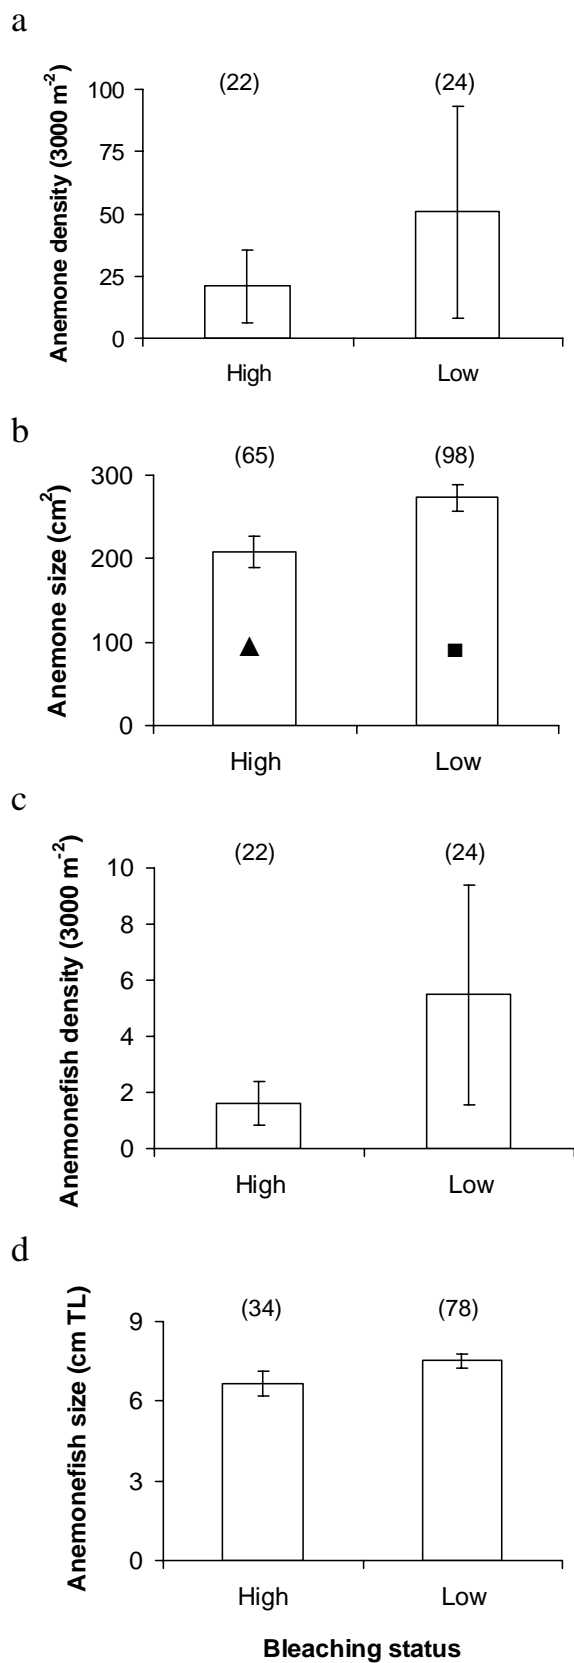 a
(22) (24)
Anemone density (3000 m⁻²)
100
75
50
25
0
High Low
b
(65) (98)
Anemone size (cm²)
300
200
100
0
High Low
c
(22) (24)
Anemonefish density (3000 m⁻²)
10
8
6
4
2
0
High Low
d
(34) (78)
Anemonefish size (cm TL)
9
6
3
0
High Low
Bleaching status